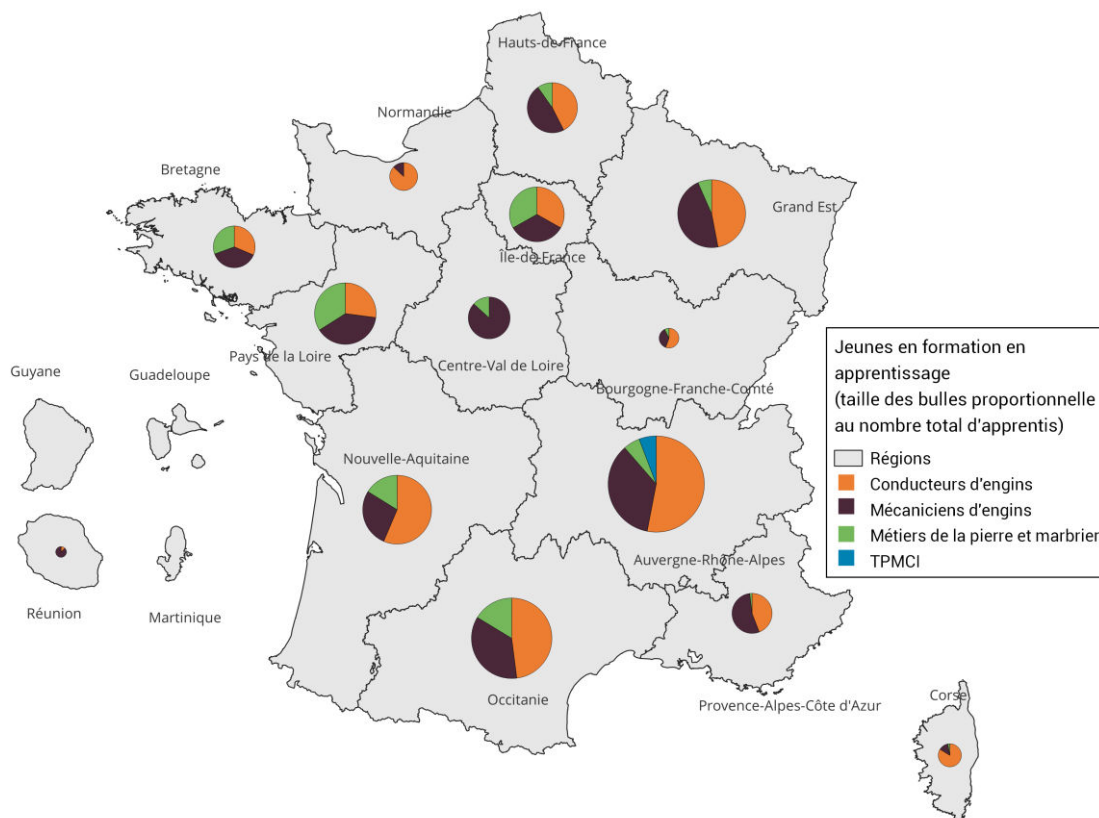 Hauts-de-France
Normandie
Bretagne
Grand Est
Île-de-France
Pays de la Loire
Centre-Val de Loire
Bourgogne-Franche-Comté
Guyane
Guadeloupe
Nouvelle-Aquitaine
Auvergne-Rhône-Alpes
Réunion
Martinique
Occitanie
Provence-Alpes-Côte d'Azur
Corse
Jeunes en formation en
apprentissage
(taille des bulles proportionnelle
au nombre total d'apprentis)
Régions
Conducteurs d'engins
Mécaniciens d'engins
Métiers de la pierre et marbrier
TPMCI